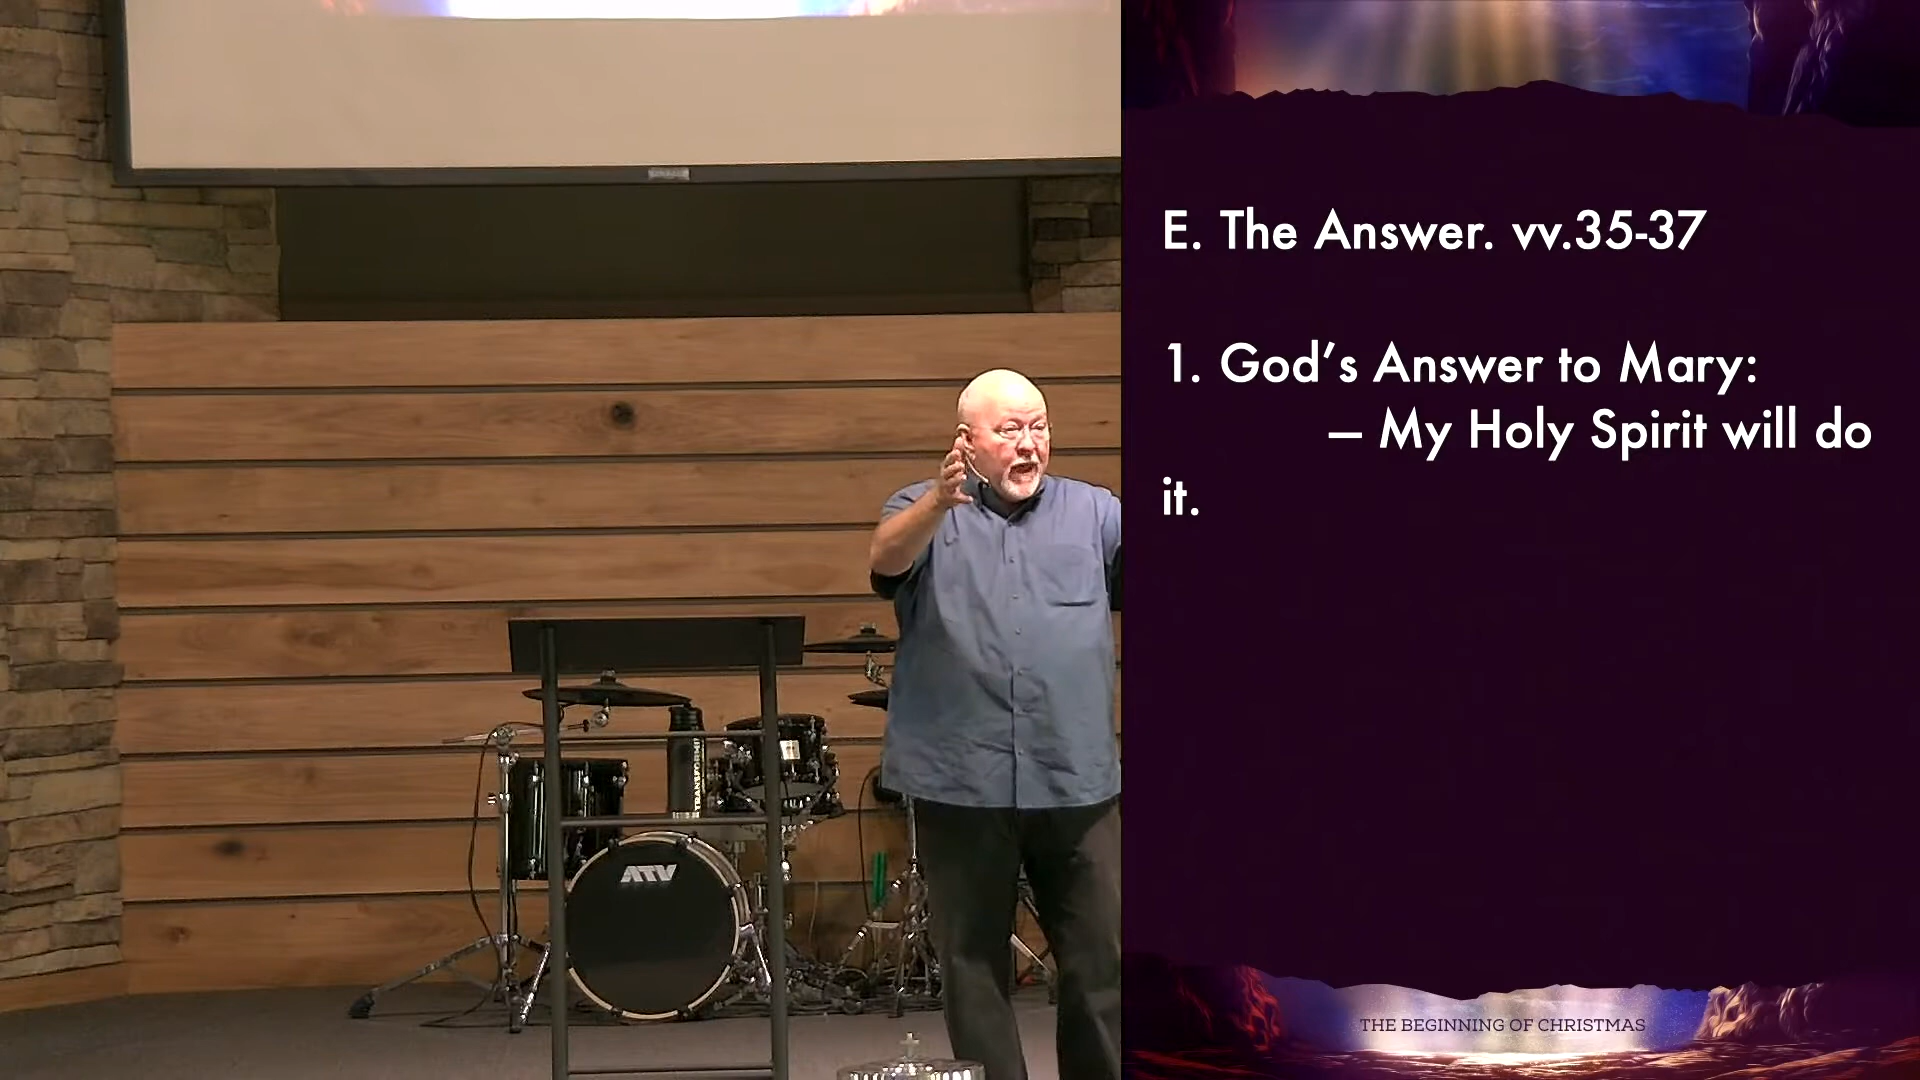 E. The Answer. vv.35-37
1. God’s Answer to Mary:
– My Holy Spirit will do
it.
THE BEGINNING OF CHRISTMAS
TRANSFORM
ATV